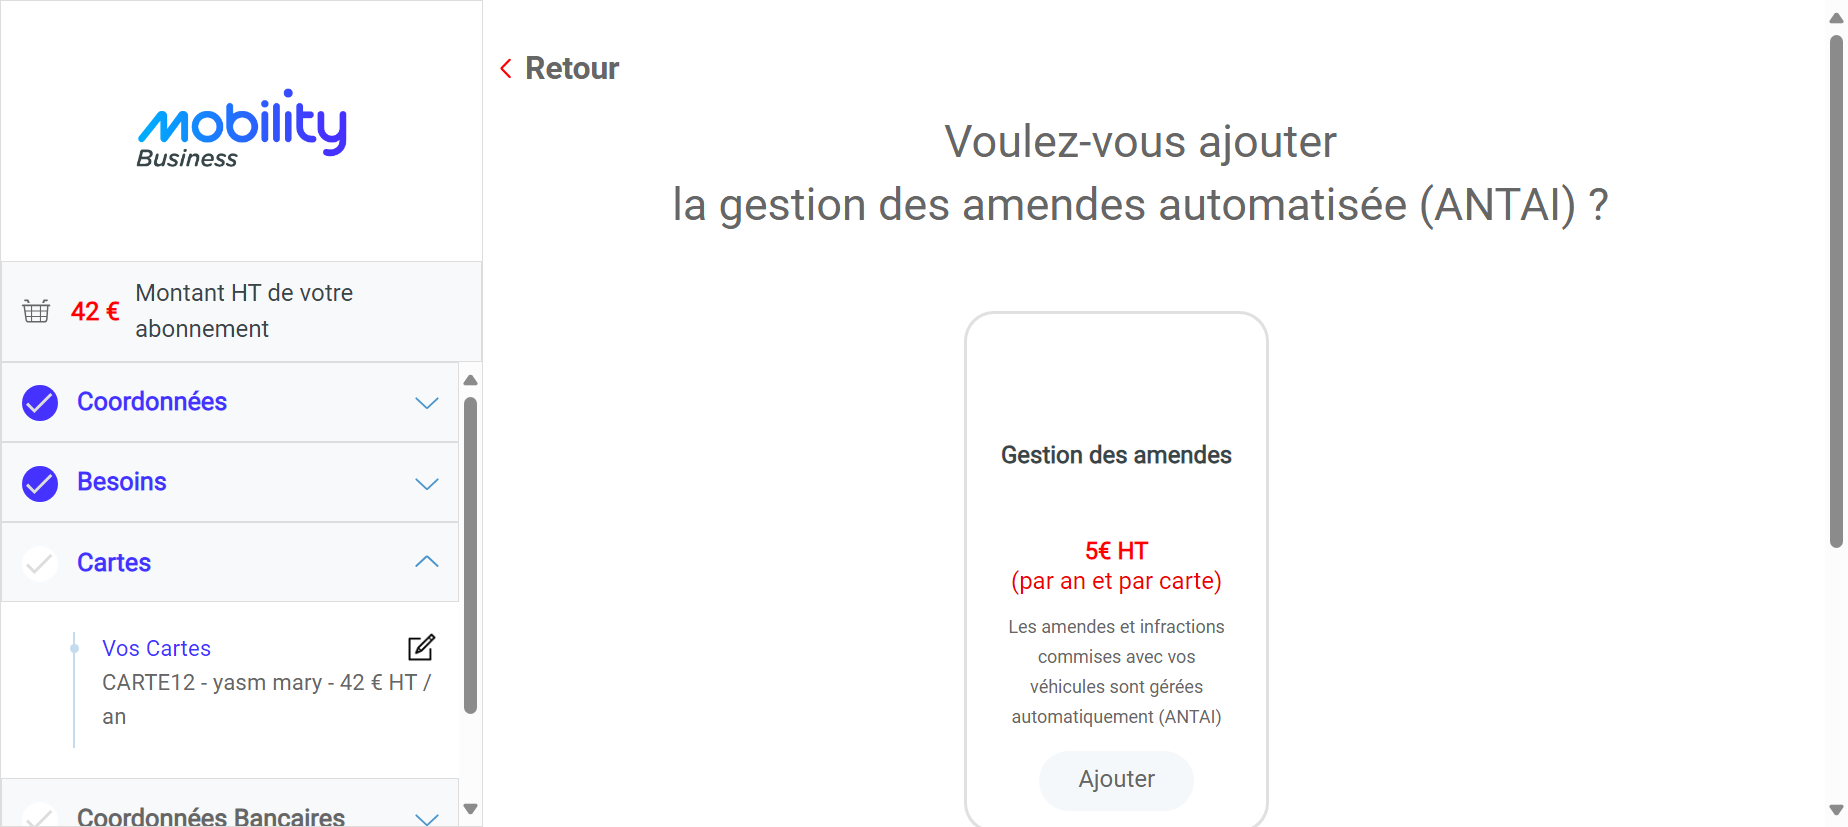 mobility
Business
42 €
Montant HT de votre
abonnement
Coordonnées
Besoins
Cartes
Vos Cartes
CARTE12 - yasm mary - 42 € HT /
an
Coordonnées Bancaires
Retour
Voulez-vous ajouter
la gestion des amendes automatisée (ANTAI) ?
Gestion des amendes
5€ HT
(par an et par carte)
Les amendes et infractions
commises avec vos
véhicules sont gérées
automatiquement (ANTAI)
Ajouter